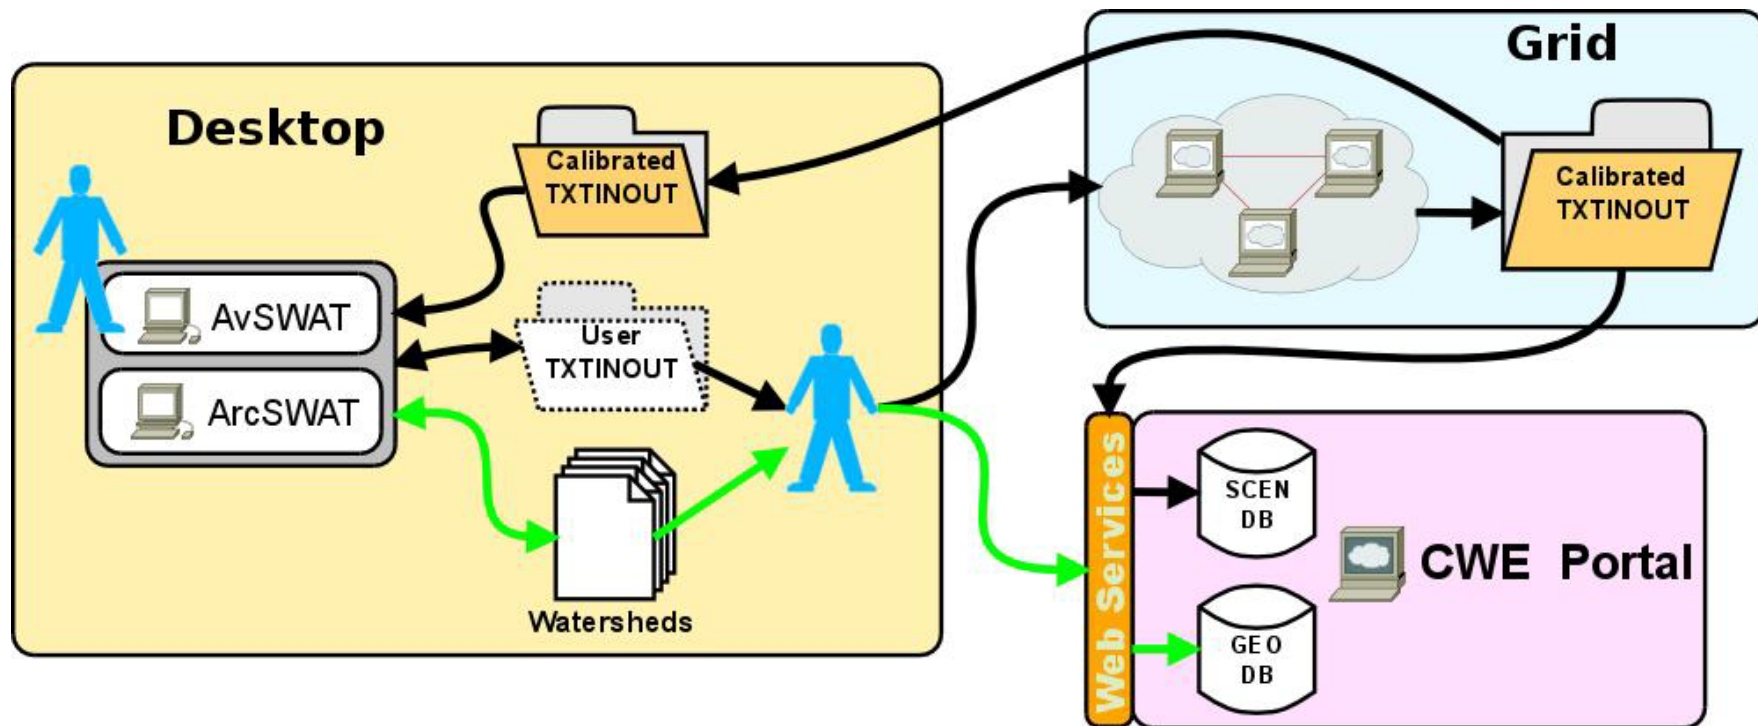 Desktop
Calibrated
TXTINOUT
AvSWAT
ArcSWAT
User
TXTINOUT
Watersheds
Grid
Calibrated
TXTINOUT
Web Services
SCEN
DB
GEO
DB
CWE Portal